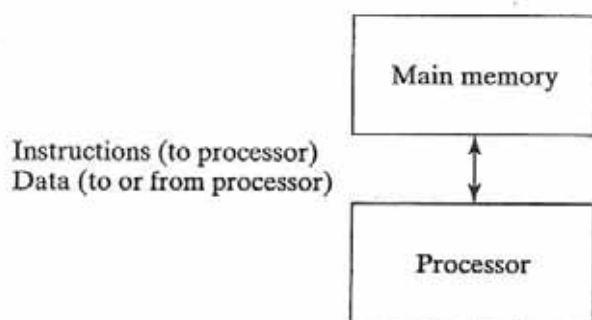 Main memory
Instructions (to processor)
Data (to or from processor)
Processor